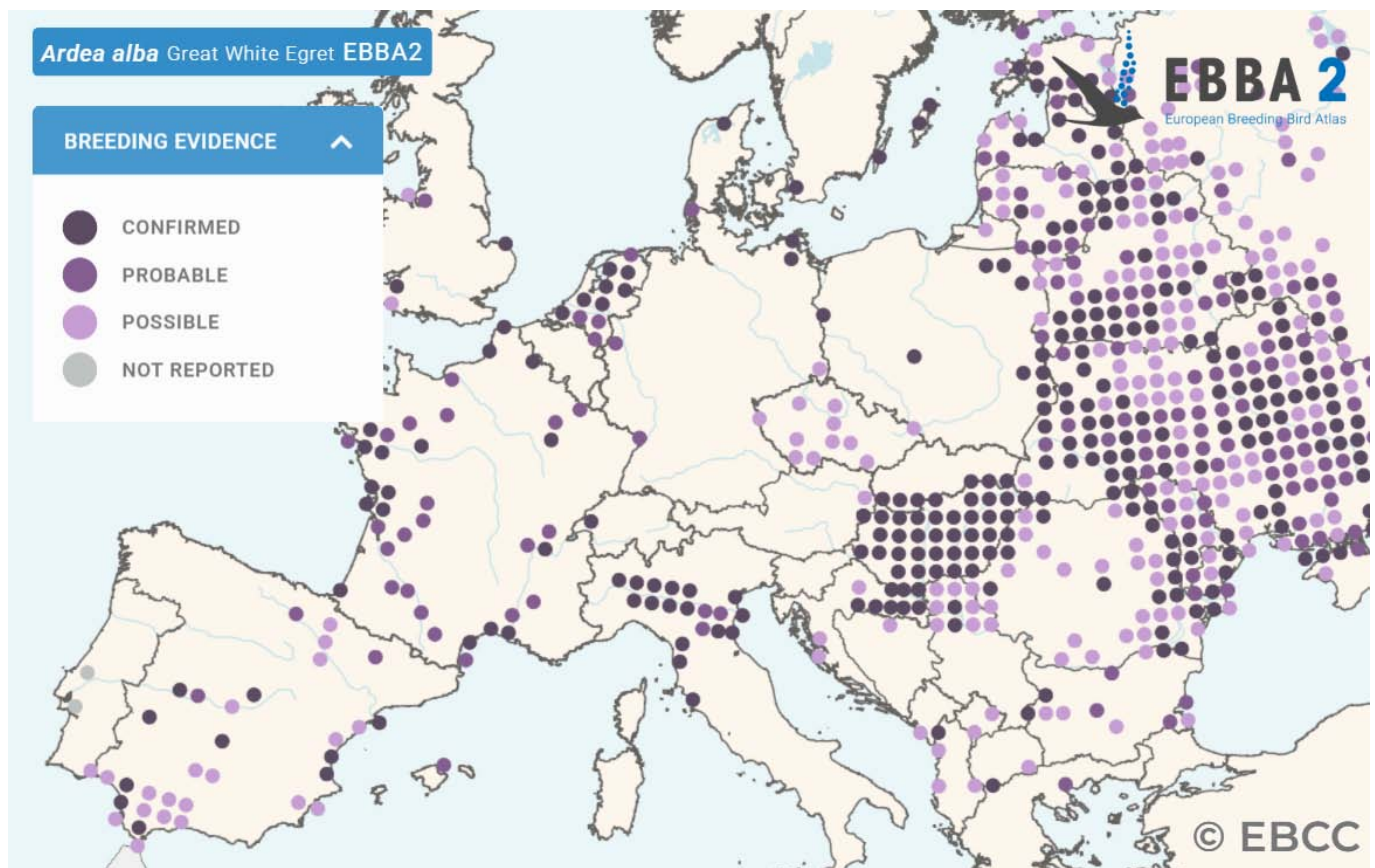 Ardea alba Great White Egret EBBA2
BREEDING EVIDENCE
CONFIRMED
PROBABLE
POSSIBLE
NOT REPORTED
EBBA 2
European Breeding Bird Atlas
© EBCC